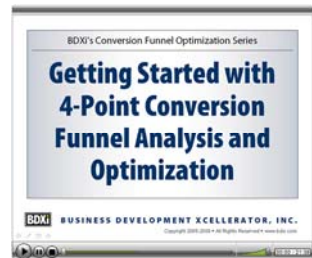 BDXi's Conversion Funnel Optimization Series
Getting Started with
4-Point Conversion
Funnel Analysis and
Optimization
BDXi BUSINESS DEVELOPMENT XCELLERATOR, INC.